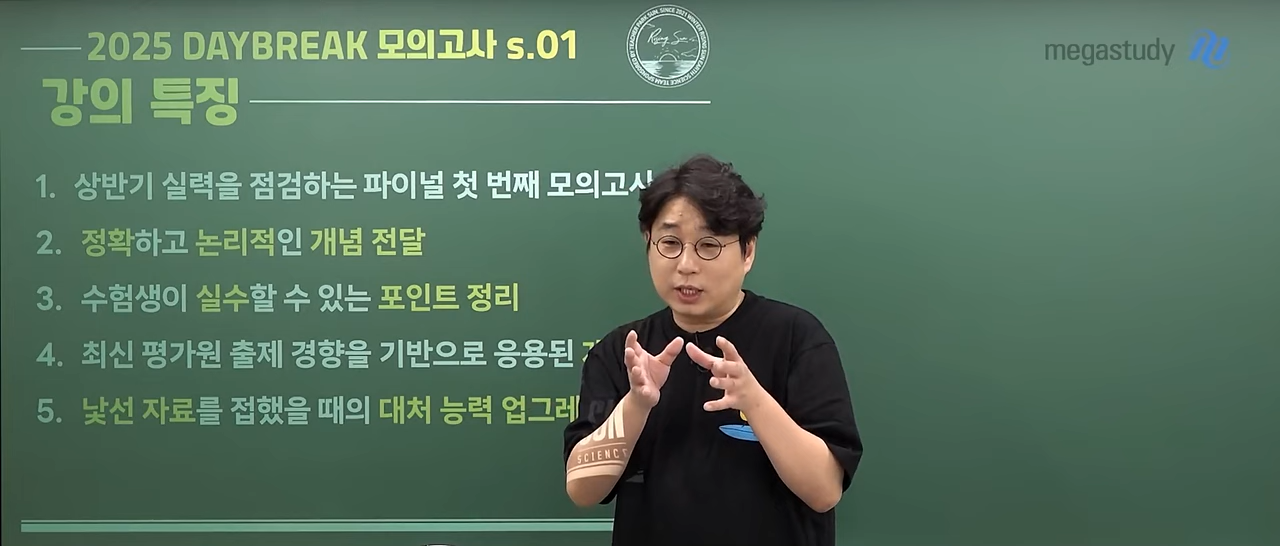 2025 DAYBREAK 모의고사 s.01
강의 특징
megastudy
1. 상반기 실력을 점검하는 파이널 첫 번째 모의고사
2. 정확하고 논리적인 개념 전달
3. 수험생이 실수할 수 있는 포인트 정리
4. 최신 평가원 출제 경향을 기반으로 응용된
5. 낯선 자료를 접했을 때의 대처 능력 업그레
SUN
SCIENCE